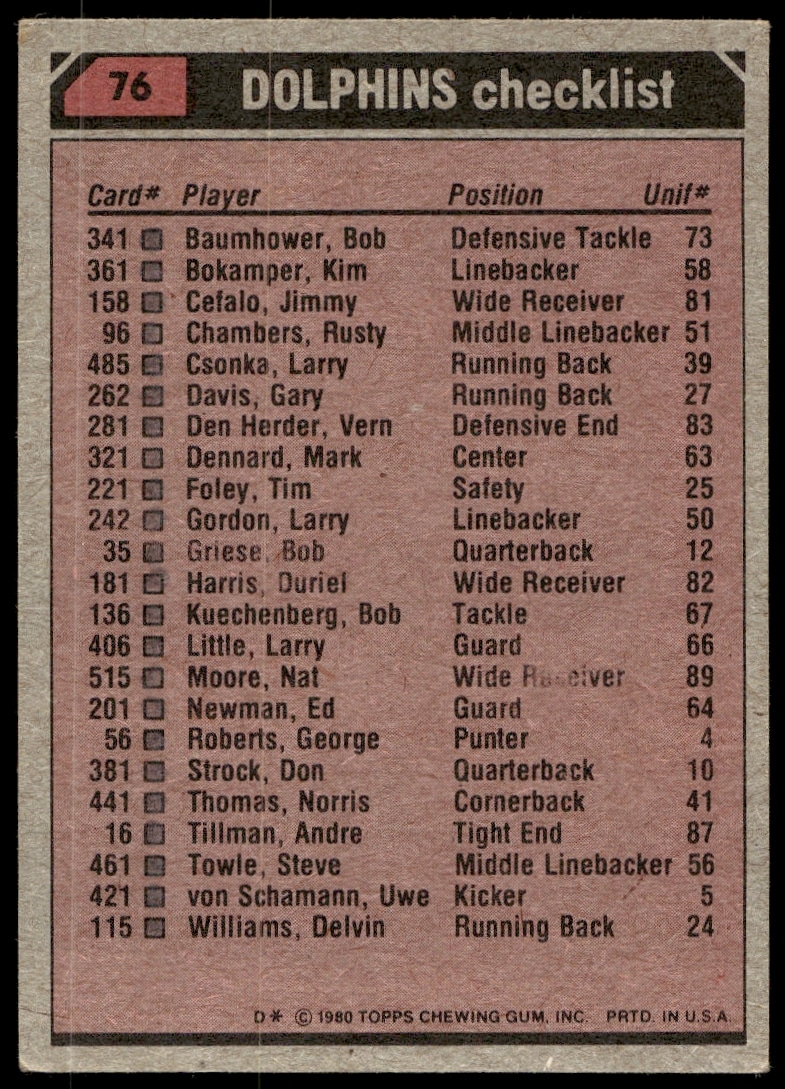 76 DOLPHINS checklist
Card# Player Position Unif#
341 Baumhower, Bob Defensive Tackle 73
361 Bokamper, Kim Linebacker 58
158 Cefalo, Jimmy Wide Receiver 81
96 Chambers, Rusty Middle Linebacker 51
485 Csonka, Larry Running Back 39
262 Davis, Gary Running Back 27
281 Den Herder, Vern Defensive End 83
321 Dennard, Mark Center 63
221 Foley, Tim Safety 25
242 Gordon, Larry Linebacker 50
35 Griese, Bob Quarterback 12
181 Harris, Duriel Wide Receiver 82
136 Kuechenberg, Bob Tackle 67
406 Little, Larry Guard 66
515 Moore, Nat Wide Receiver 89
201 Newman, Ed Guard 64
56 Roberts, George Punter 4
381 Strock, Don Quarterback 10
441 Thomas, Norris Cornerback 41
16 Tillman, Andre Tight End 87
461 Towle, Steve Middle Linebacker 56
421 von Schamann, Uwe Kicker 5
115 Williams, Delvin Running Back 24
D* © 1980 TOPPS CHEWING GUM, INC. PRTD. IN U.S.A.